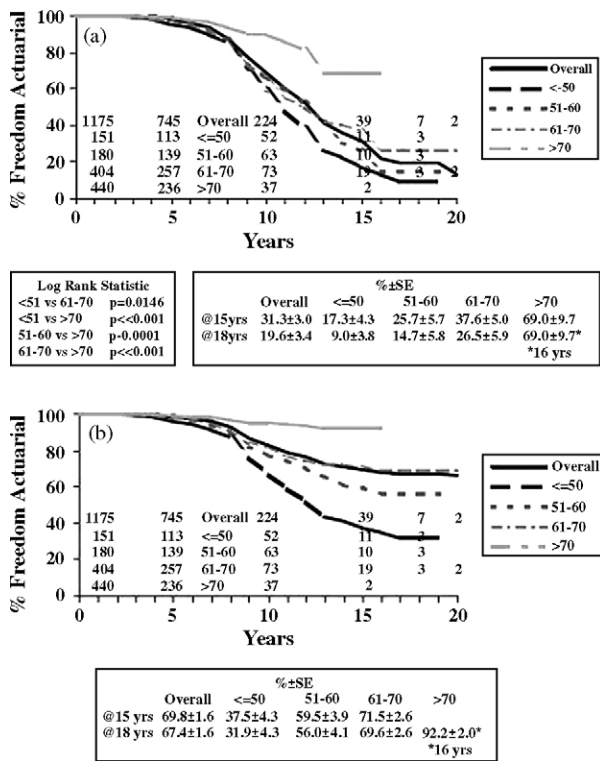 % Freedom Actuarial
100
80
60
40
20
0
(a)
1175 745 Overall 224 39 7 2
151 113 <=50 52 11 3
180 139 51-60 63 10 3
404 257 61-70 73 19 3 2
440 236 >70 37 2
0 5 10 15 20
Years
Overall
<-50
51-60
61-70
>70
Log Rank Statistic
<51 vs 61-70 p=0.0146
<51 vs >70 p<<0.001
51-60 vs >70 p-0.0001
61-70 vs >70 p<<0.001
%±SE
Overall <=50 51-60 61-70 >70
@15yrs 31.3±3.0 17.3±4.3 25.7±5.7 37.6±5.0 69.0±9.7
@18yrs 19.6±3.4 9.0±3.8 14.7±5.8 26.5±5.9 69.0±9.7*
*16 yrs
% Freedom Actuarial
100
80
60
40
20
0
(b)
1175 745 Overall 224 39 7 2
151 113 <=50 52 11 3
180 139 51-60 63 10 3
404 257 61-70 73 19 3 2
440 236 >70 37 2
0 5 10 15 20
Years
Overall
<=50
51-60
61-70
>70
%±SE
Overall <=50 51-60 61-70 >70
@15 yrs 69.8±1.6 37.5±4.3 59.5±3.9 71.5±2.6
@18 yrs 67.4±1.6 31.9±4.3 56.0±4.1 69.6±2.6 92.2±2.0*
*16 yrs